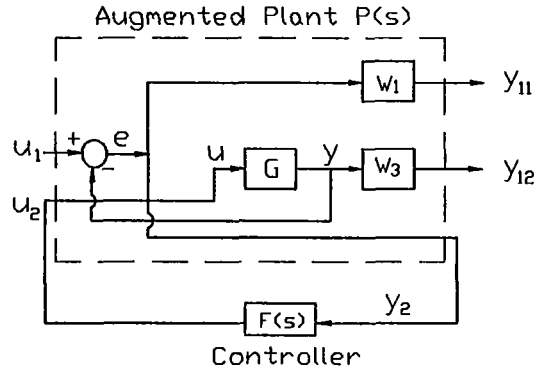 Augmented Plant P(s)
W₁
y₁₁
u₁
+
e
−
u
G
y
W₃
y₁₂
u₂
y₂
F(s)
Controller